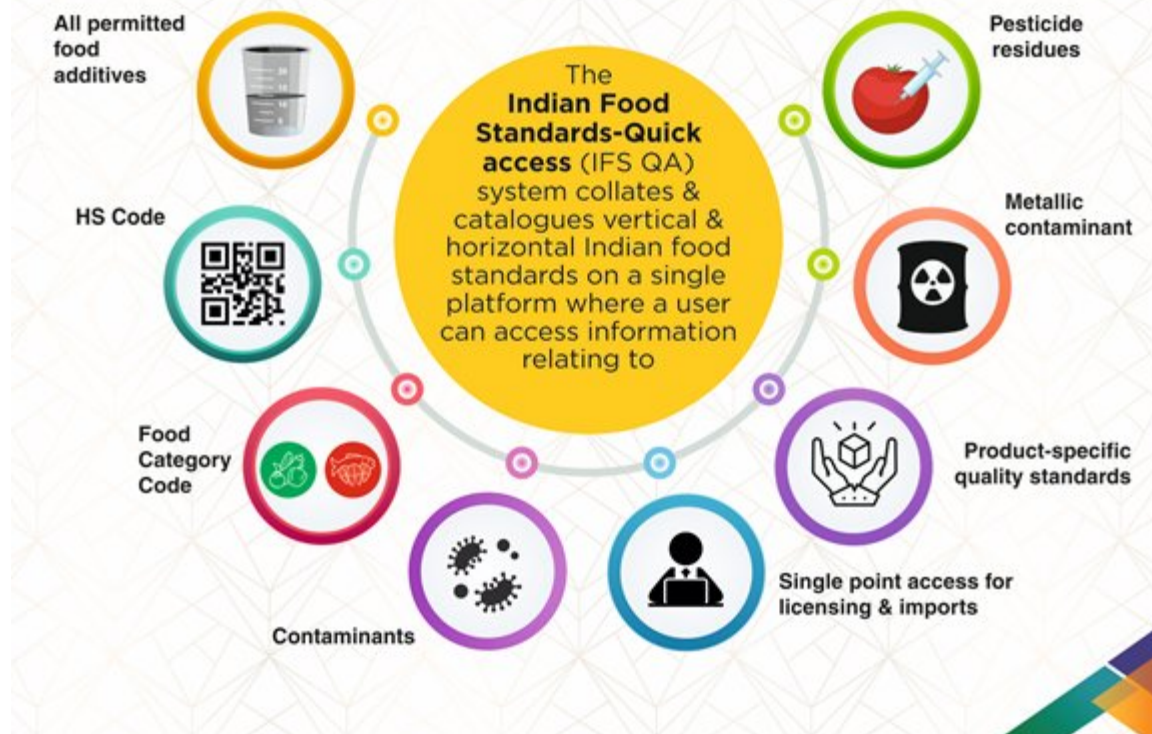 All permitted
food
additives
HS Code
Food
Category
Code
Contaminants
The
Indian Food
Standards-Quick
access (IFS QA)
system collates &
catalogues vertical &
horizontal Indian food
standards on a single
platform where a user
can access information
relating to
Pesticide
residues
Metallic
contaminant
Product-specific
quality standards
Single point access for
licensing & imports